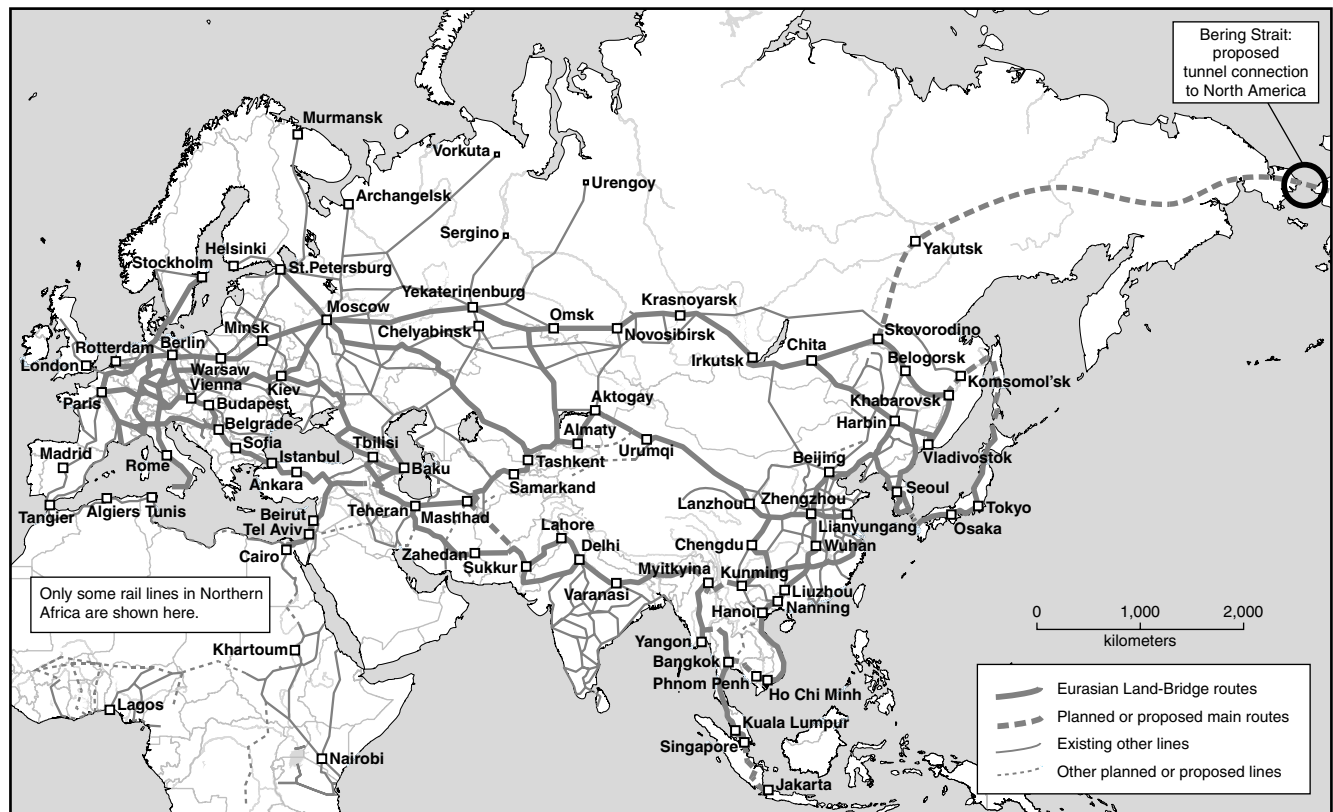 Bering Strait:
proposed
tunnel connection
to North America
Murmansk
Vorkuta
Urengoy
Archangelsk
Sergino
Yakutsk
Helsinki
Stockholm
St.Petersburg
Yekaterinenburg
Krasnoyarsk
Moscow
Omsk
Skovorodino
Minsk
Chelyabinsk
Novosibirsk
Chita
Rotterdam
Berlin
Irkutsk
Belogorsk
London
Warsaw
Komsomol'sk
Vienna
Kiev
Aktogay
Khabarovsk
Paris
Budapest
Harbin
Belgrade
Almaty
Sofia
Tbilisi
Urumqi
Vladivostok
Madrid
Istanbul
Beijing
Rome
Baku
Tashkent
Ankara
Samarkand
Seoul
Lanzhou
Zhengzhou
Tokyo
Tangier
Algiers
Tunis
Beirut
Teheran
Mashhad
Lianyungang
Osaka
Tel Aviv
Lahore
Cairo
Zahedan
Delhi
Chengdu
Wuhan
Sukkur
Myitkyina
Kunming
Varanasi
Liuzhou
Only some rail lines in Northern
Africa are shown here.
Hanoi
Nanning
0 1,000 2,000
kilometers
Khartoum
Yangon
Bangkok
Phnom Penh
Ho Chi Minh
Eurasian Land-Bridge routes
Lagos
Planned or proposed main routes
Kuala Lumpur
Singapore
Existing other lines
Nairobi
Other planned or proposed lines
Jakarta